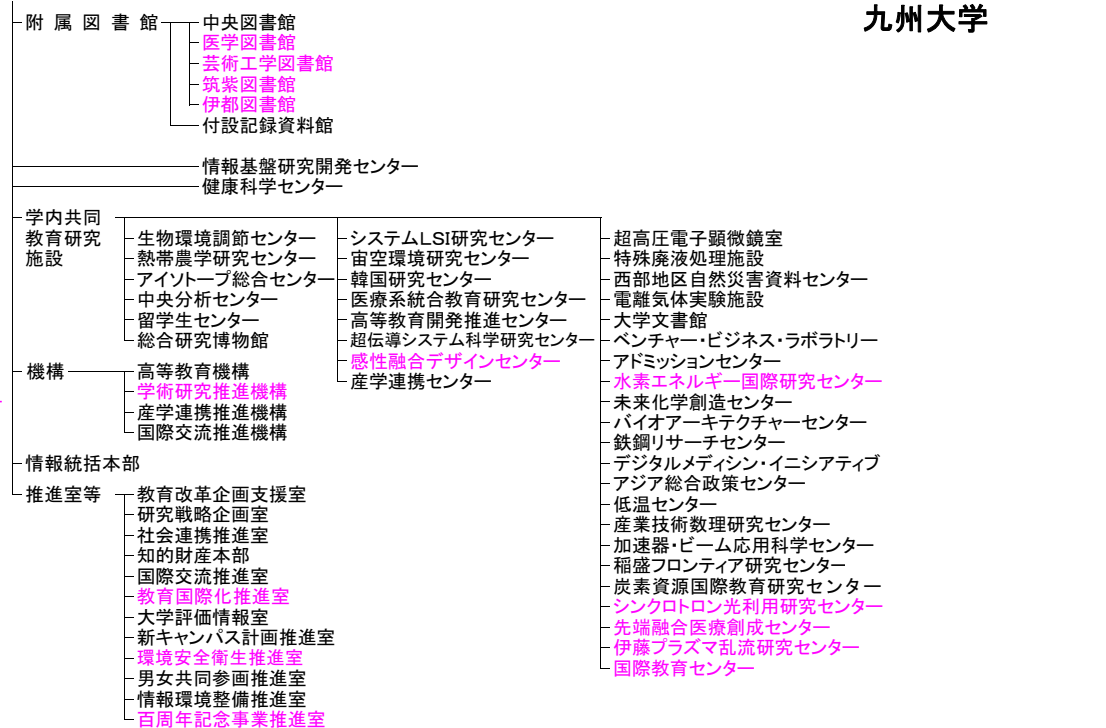 九州大学
附属図書館
中央図書館
医学図書館
芸術工学図書館
筑紫図書館
伊都図書館
付設記録資料館
情報基盤研究開発センター
健康科学センター
学内共同
教育研究
施設
生物環境調節センター
熱帯農学研究センター
アイソトープ総合センター
中央分析センター
留学生センター
総合研究博物館
システムLSI研究センター
宙空環境研究センター
韓国研究センター
医療系統合教育研究センター
高等教育開発推進センター
超伝導システム科学研究センター
感性融合デザインセンター
産学連携センター
超高圧電子顕微鏡室
特殊廃液処理施設
西部地区自然災害資料センター
電離気体実験施設
大学文書館
ベンチャー・ビジネス・ラボラトリー
アドミッションセンター
水素エネルギー国際研究センター
未来化学創造センター
バイオアーキテクチャーセンター
鉄鋼リサーチセンター
デジタルメディシン・イニシアティブ
アジア総合政策センター
低温センター
産業技術数理研究センター
加速器・ビーム応用科学センター
稲盛フロンティア研究センター
炭素資源国際教育研究センター
シンクロトロン光利用研究センター
先端融合医療創成センター
伊藤プラズマ乱流研究センター
国際教育センター
機構
高等教育機構
学術研究推進機構
産学連携推進機構
国際交流推進機構
情報統括本部
推進室等
教育改革企画支援室
研究戦略企画室
社会連携推進室
知的財産本部
国際交流推進室
教育国際化推進室
大学評価情報室
新キャンパス計画推進室
環境安全衛生推進室
男女共同参画推進室
情報環境整備推進室
百周年記念事業推進室